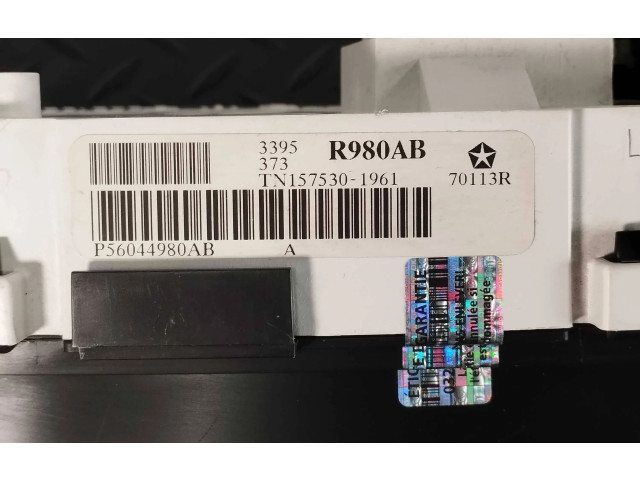 3395 R980AB
373
TN157530-1961 70113R
P56044980AB A
GARANTIE